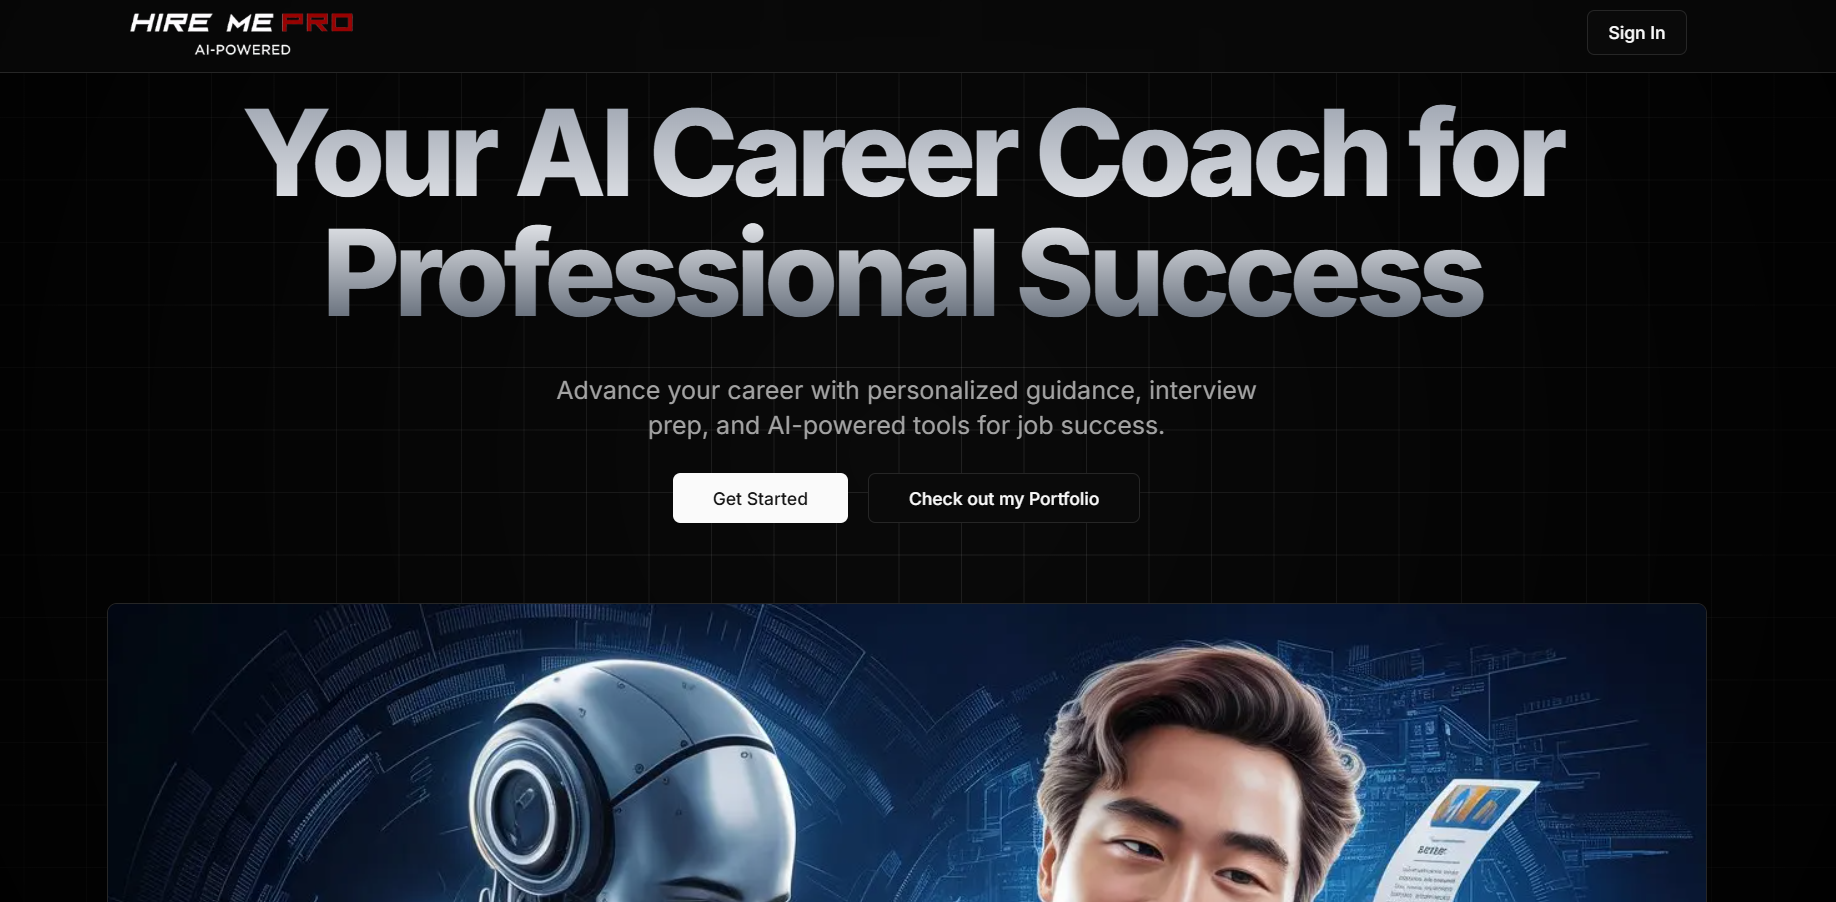 HIRE ME PRO
AI-POWERED
Sign In
Your AI Career Coach for
Professional Success
Advance your career with personalized guidance, interview
prep, and AI-powered tools for job success.
Get Started
Check out my Portfolio